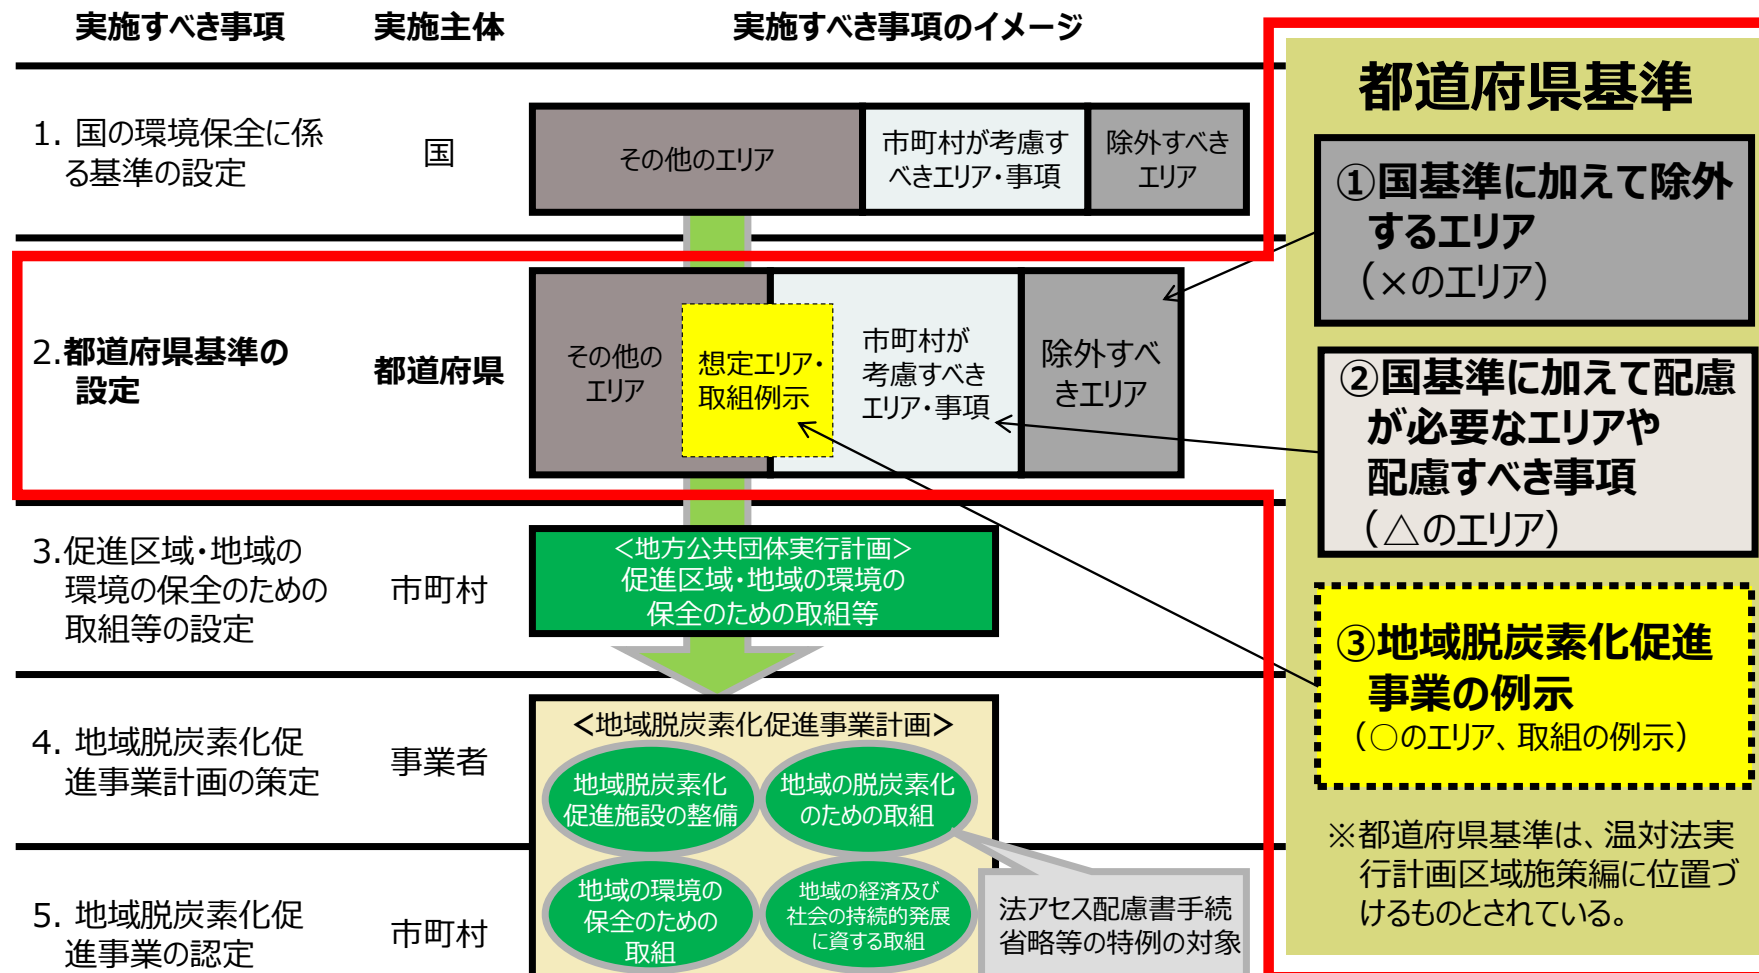 実施すべき事項
実施主体
実施すべき事項のイメージ
1. 国の環境保全に係
る基準の設定
国
その他のエリア
市町村が考慮す
べきエリア・事項
除外すべき
エリア
2.都道府県基準の
設定
都道府県
その他の
エリア
想定エリア・
取組例示
市町村が
考慮すべき
エリア・事項
除外すべ
きエリア
3.促進区域・地域の
環境の保全のための
取組等の設定
市町村
<地方公共団体実行計画>
促進区域・地域の環境の
保全のための取組等
4. 地域脱炭素化促
進事業計画の策定
事業者
<地域脱炭素化促進事業計画>
地域脱炭素化
促進施設の整備
地域の脱炭素化
のための取組
5. 地域脱炭素化促
進事業の認定
市町村
地域の環境の
保全のための
取組
地域の経済及び
社会の持続的発展
に資する取組
法アセス配慮書手続
省略等の特例の対象
都道府県基準
①国基準に加えて除外
するエリア
（×のエリア）
②国基準に加えて配慮
が必要なエリアや
配慮すべき事項
（△のエリア）
③地域脱炭素化促進
事業の例示
（○のエリア、取組の例示）
※都道府県基準は、温対法実
行計画区域施策編に位置づ
けるものとされている。